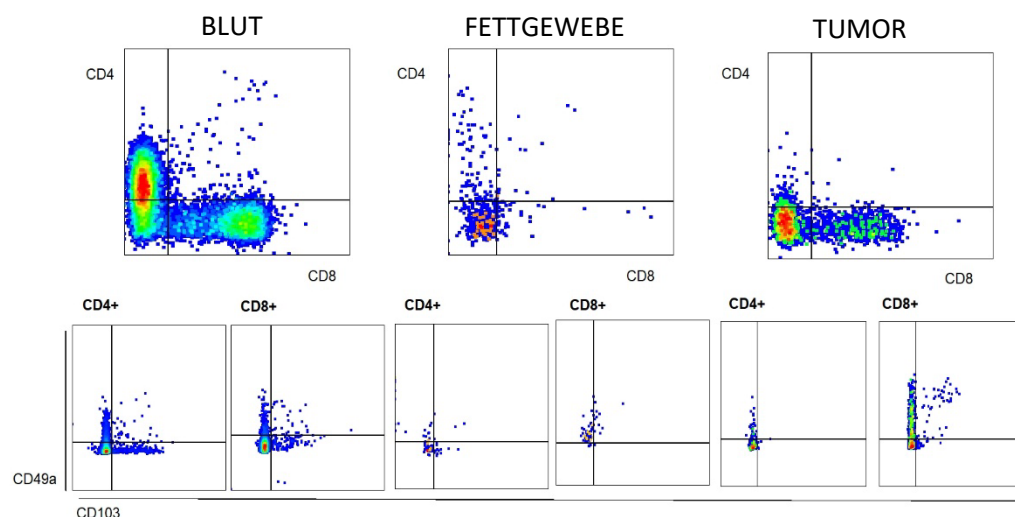 BLUT FETTGEWEBE TUMOR
CD4 CD4 CD4
CD8 CD8 CD8
CD4+ CD8+ CD4+ CD8+ CD4+ CD8+
CD49a
CD103